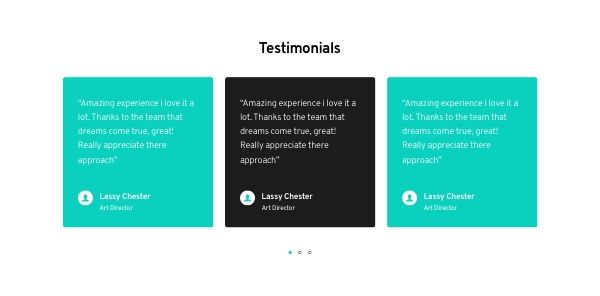 Testimonials
“Amazing experience i love it a
lot. Thanks to the team that
dreams come true, great!
Really appreciate there
approach”
Lassy Chester
Art Director
“Amazing experience i love it a
lot. Thanks to the team that
dreams come true, great!
Really appreciate there
approach”
Lassy Chester
Art Director
“Amazing experience i love it a
lot. Thanks to the team that
dreams come true, great!
Really appreciate there
approach”
Lassy Chester
Art Director